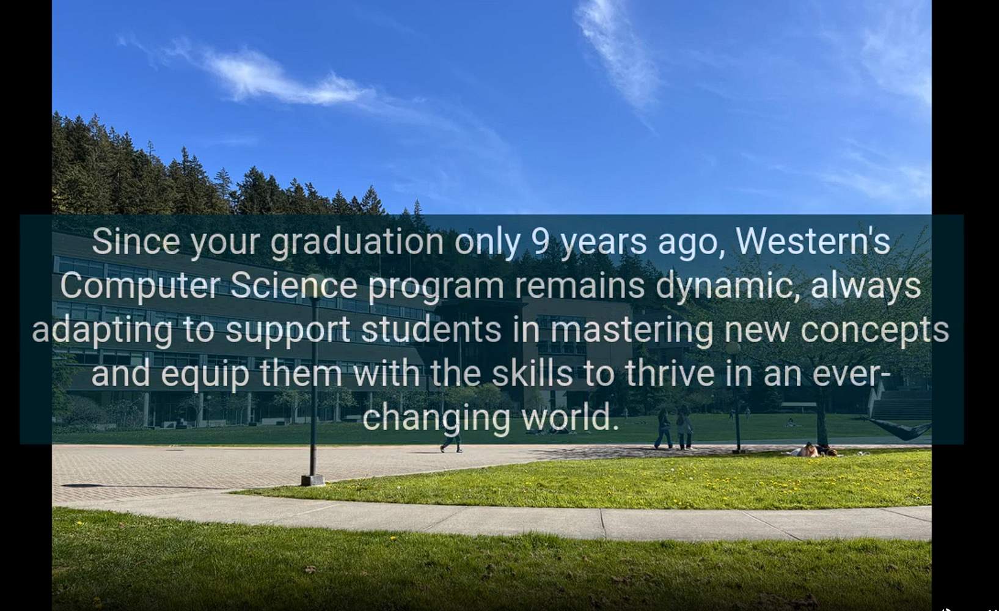 Since your graduation only 9 years ago, Western's
Computer Science program remains dynamic, always
adapting to support students in mastering new concepts
and equip them with the skills to thrive in an ever-
changing world.